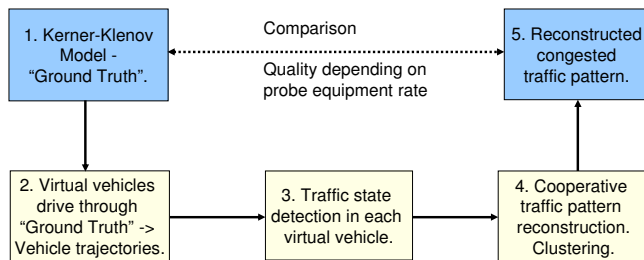 1. Kerner-Klenov
Model -
“Ground Truth”.
Comparison
Quality depending on
probe equipment rate
5. Reconstructed
congested
traffic pattern.
2. Virtual vehicles
drive through
“Ground Truth” ->
Vehicle trajectories.
3. Traffic state
detection in each
virtual vehicle.
4. Cooperative
traffic pattern
reconstruction.
Clustering.